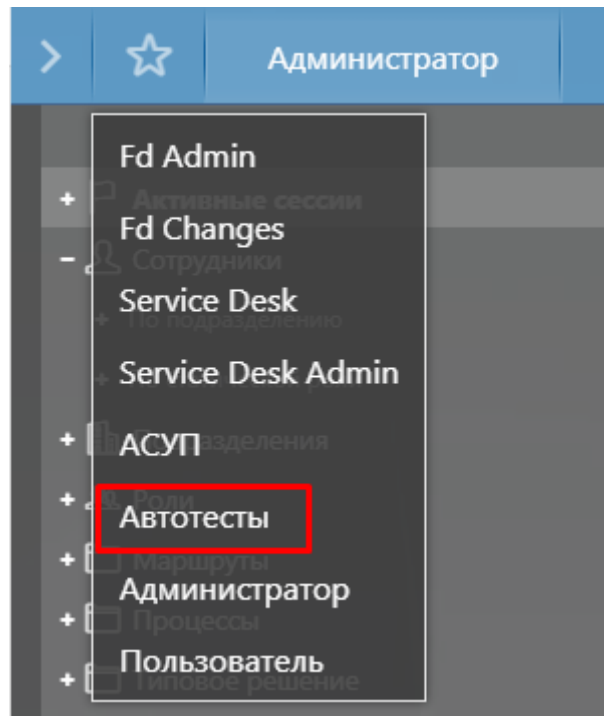 Администратор
Fd Admin
Активные сессии
Fd Changes
Сотрудники
Service Desk
По подразделению
Service Desk Admin
АСУП
Автотесты
Роли
Маршруты
Администратор
Процессы
Пользователь
Типовое решение